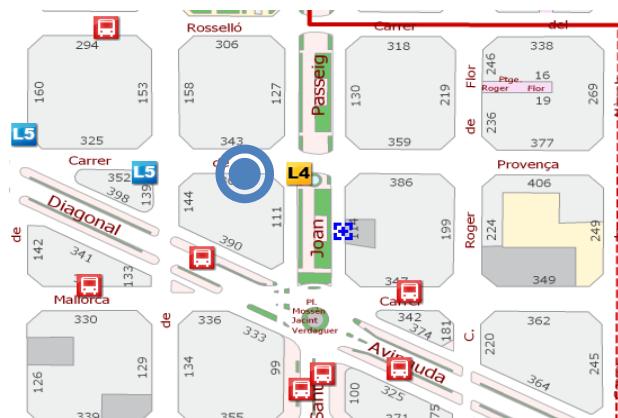 Rosselló
Carrer
del
294
306
318
338
Passeig
Flor
246
16
Ptge.
Roger Flor
19
160
153
158
127
130
219
236
269
de
325
343
359
377
L5
Carrer
de
Provença
L5
L4
352
398
139
386
406
Diagonal
144
111
Joan
199
Roger
224
249
de
142
341
133
390
349
Mallorca
Pl.
Mossèn
Jacint
Verdaguer
Carrer
330
336
333
342
374
181
362
de
C.
220
Avinguda
126
129
134
99
245
364
325
100
339
355
371
Sant